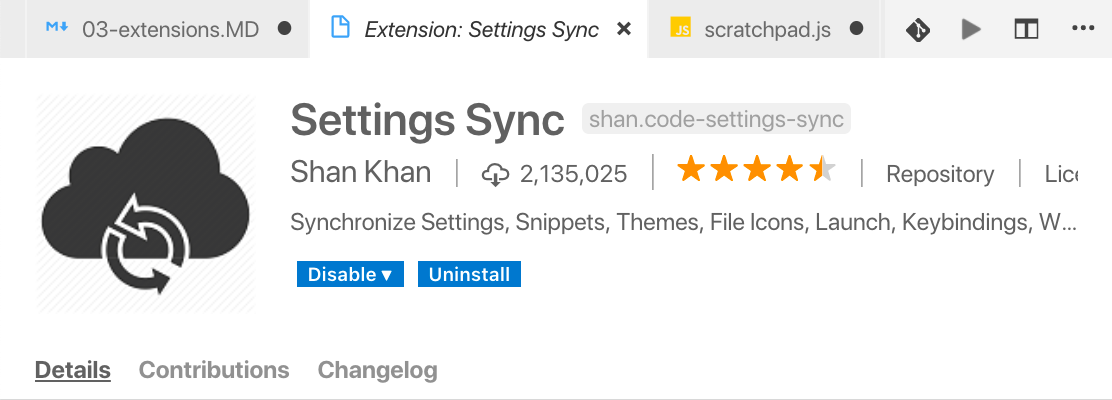 03-extensions.MD Extension: Settings Sync JS scratchpad.js
Settings Sync shan.code-settings-sync
Shan Khan 2,135,025 Repository
Synchronize Settings, Snippets, Themes, File Icons, Launch, Keybindings, W...
Disable Uninstall
Details Contributions Changelog